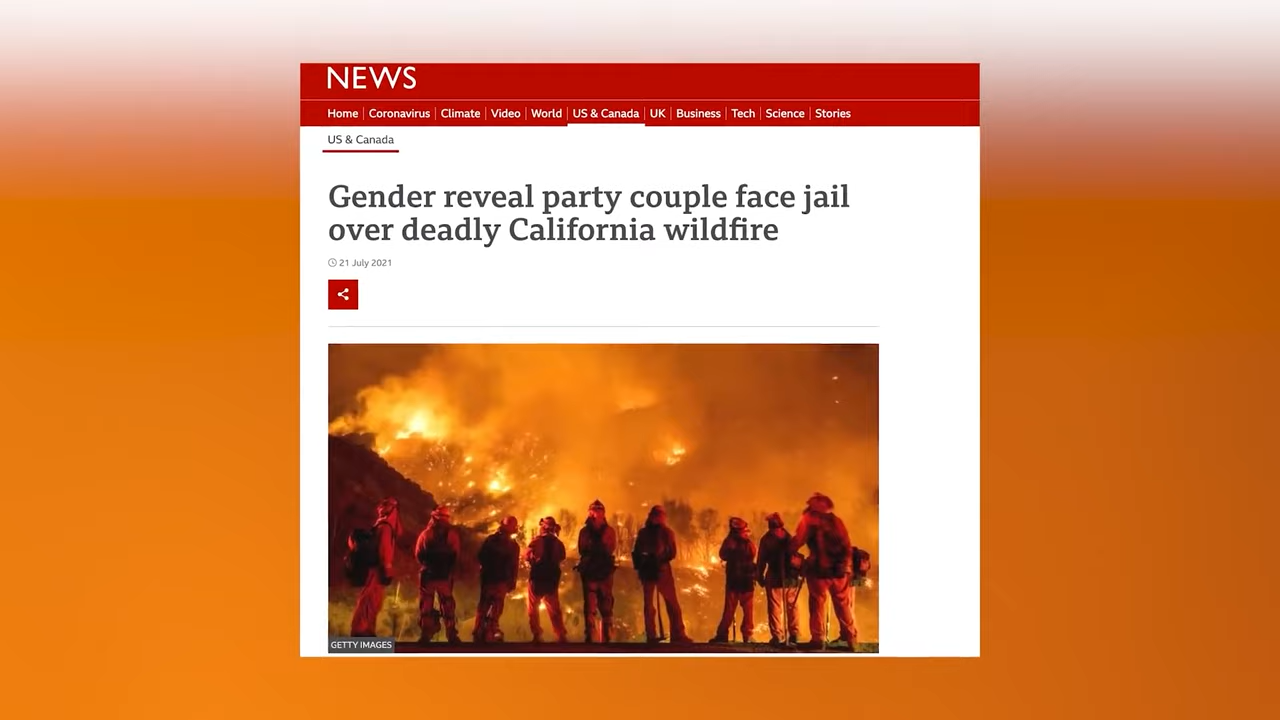 NEWS
Home Coronavirus Climate Video World US & Canada UK Business Tech Science Stories
US & Canada
Gender reveal party couple face jail
over deadly California wildfire
21 July 2021
GETTY IMAGES